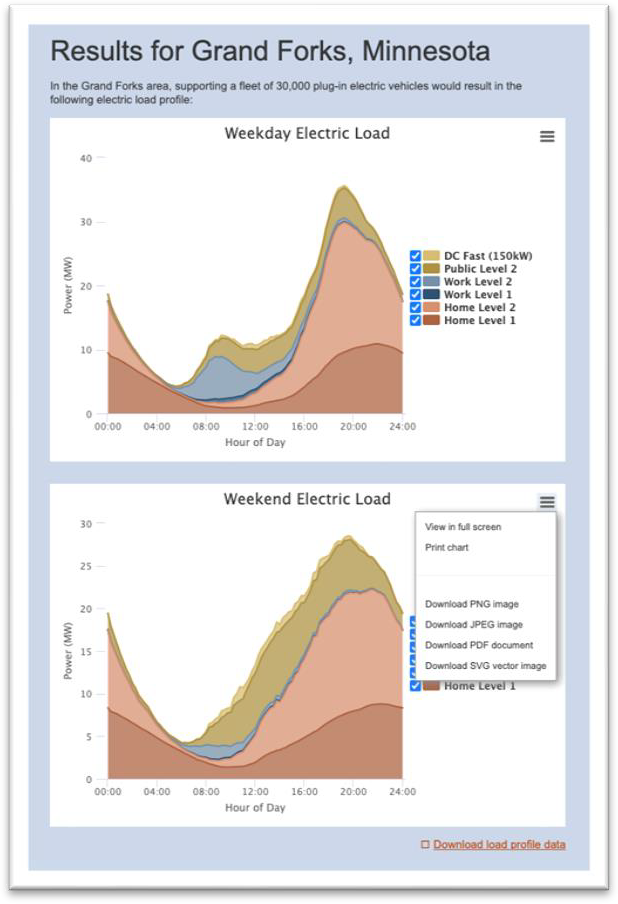 Results for Grand Forks, Minnesota
In the Grand Forks area, supporting a fleet of 30,000 plug-in electric vehicles would result in the
following electric load profile:
Weekday Electric Load
40
30
20
10
0
Power (MW)
00:00 04:00 08:00 12:00 16:00 20:00 24:00
Hour of Day
DC Fast (150kW)
Public Level 2
Work Level 2
Work Level 1
Home Level 2
Home Level 1
Weekend Electric Load
30
25
20
15
10
5
0
Power (MW)
00:00 04:00 08:00 12:00 16:00 20:00 24:00
Hour of Day
View in full screen
Print chart
Download PNG image
Download JPEG image
Download PDF document
Download SVG vector image
Home Level 1
Download load profile data